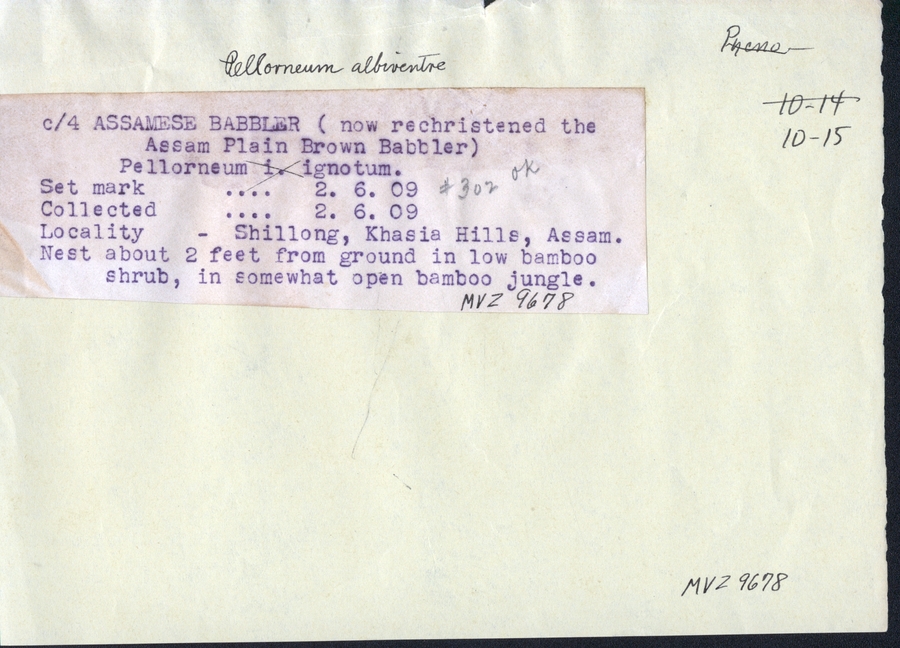 Pellorneum albiventre
10-14
10-15
c/4 ASSAMESE BABBLER ( now rechristened the
Assam Plain Brown Babbler)
Pellorneum i. ignotum.
Set mark .... 2. 6. 09 #302 ok
Collected .... 2. 6. 09
Locality - Shillong, Khasia Hills, Assam.
Nest about 2 feet from ground in low bamboo
shrub, in somewhat open bamboo jungle.
MVZ 9678
MVZ 9678